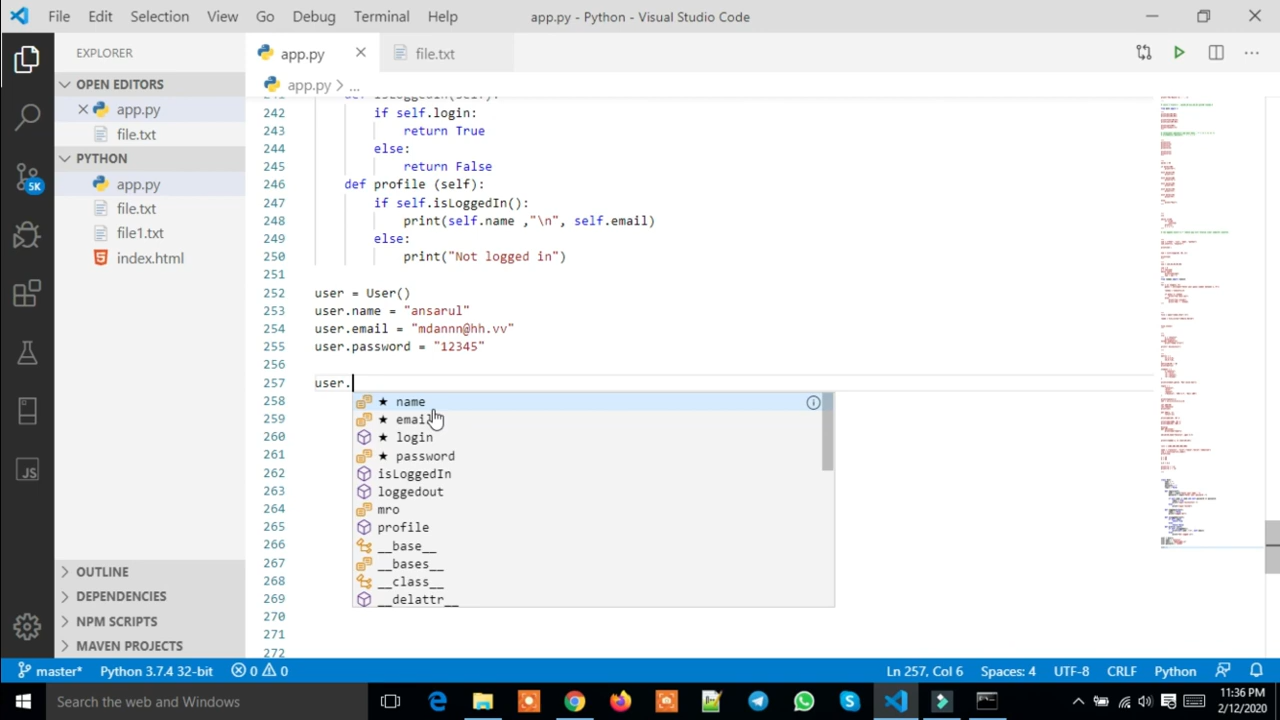 File Edit Selection View Go Debug Terminal Help app.py - Python - Visual Studio Code
EXPLORER
app.py
file.txt
OPEN EDITORS
app.py
file.txt
PYTHON
app.py
file.txt
file1.txt
index.html
5K
OUTLINE
DEPENDENCIES
NPM SCRIPTS
MAVEN PROJECTS
app.py > ...
242 if self.log:
243 return True
244 else:
245 return False
246 def profile (self):
247 if self.isLoggedIn():
248 print(self.name ,"\n", self.email)
249 else:
250 print("not logged in")
251
252 user = User()
253 user.name = "ansarul"
254 user.email =
255 user.password = "12345"
256
257 user.
258
259
260
261
262
263
264
265
266
267
268
269
270
271
272
★ name
email
★ login
★ password
isloggedIn
loggedout
mro
profile
__base__
__bases__
__class__
__delattr__
master* Python 3.7.4 32-bit 0 0 Ln 257, Col 6 Spaces: 4 UTF-8 CRLF Python
Search the web and Windows
JS
11:36 PM
2/12/2020